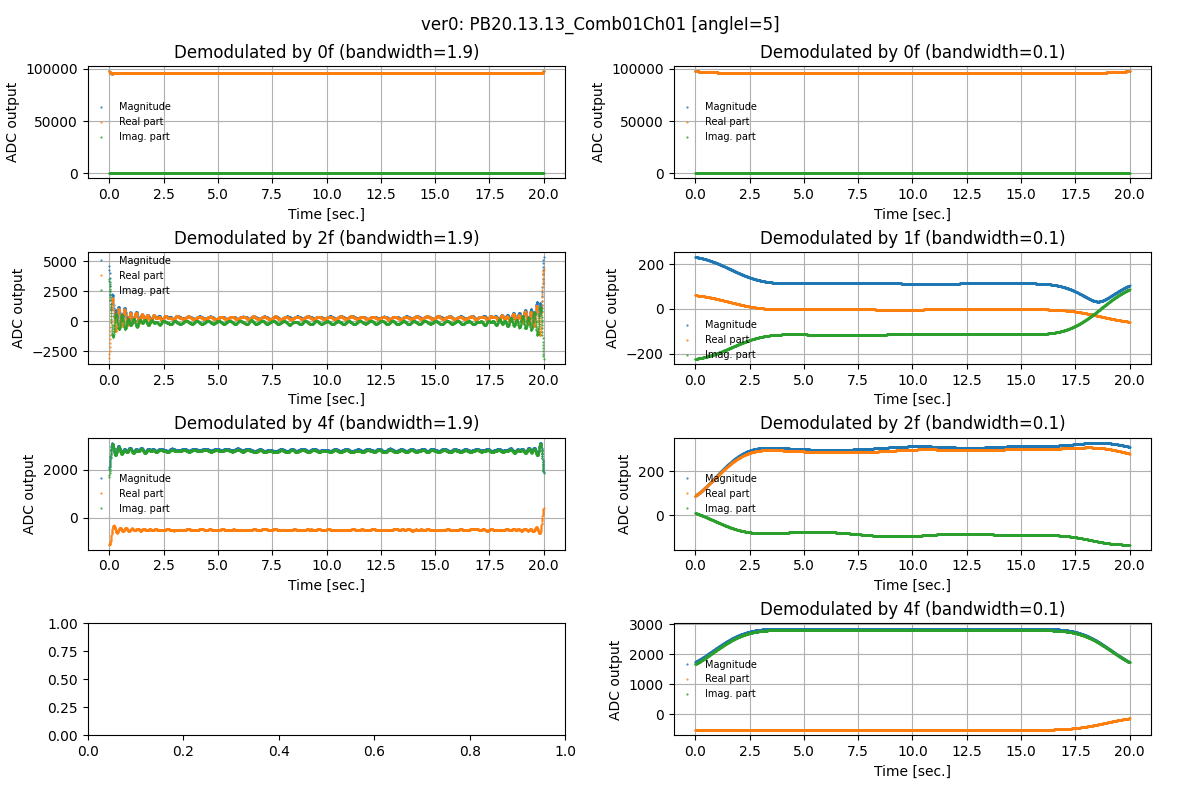 ver0: PB20.13.13_Comb01Ch01 [angleI=5]
Demodulated by 0f (bandwidth=1.9)
100000
50000
0
ADC output
Magnitude
Real part
Imag. part
0.0 2.5 5.0 7.5 10.0 12.5 15.0 17.5 20.0
Time [sec.]
Demodulated by 0f (bandwidth=0.1)
100000
50000
0
ADC output
Magnitude
Real part
Imag. part
0.0 2.5 5.0 7.5 10.0 12.5 15.0 17.5 20.0
Time [sec.]
Demodulated by 2f (bandwidth=1.9)
5000
2500
0
−2500
ADC output
Magnitude
Real part
Imag. part
0.0 2.5 5.0 7.5 10.0 12.5 15.0 17.5 20.0
Time [sec.]
Demodulated by 1f (bandwidth=0.1)
200
0
−200
ADC output
Magnitude
Real part
Imag. part
0.0 2.5 5.0 7.5 10.0 12.5 15.0 17.5 20.0
Time [sec.]
Demodulated by 4f (bandwidth=1.9)
2000
0
ADC output
Magnitude
Real part
Imag. part
0.0 2.5 5.0 7.5 10.0 12.5 15.0 17.5 20.0
Time [sec.]
Demodulated by 2f (bandwidth=0.1)
200
0
ADC output
Magnitude
Real part
Imag. part
0.0 2.5 5.0 7.5 10.0 12.5 15.0 17.5 20.0
Time [sec.]
1.00
0.75
0.50
0.25
0.00
0.0 0.2 0.4 0.6 0.8 1.0
Demodulated by 4f (bandwidth=0.1)
3000
2000
1000
0
ADC output
Magnitude
Real part
Imag. part
0.0 2.5 5.0 7.5 10.0 12.5 15.0 17.5 20.0
Time [sec.]